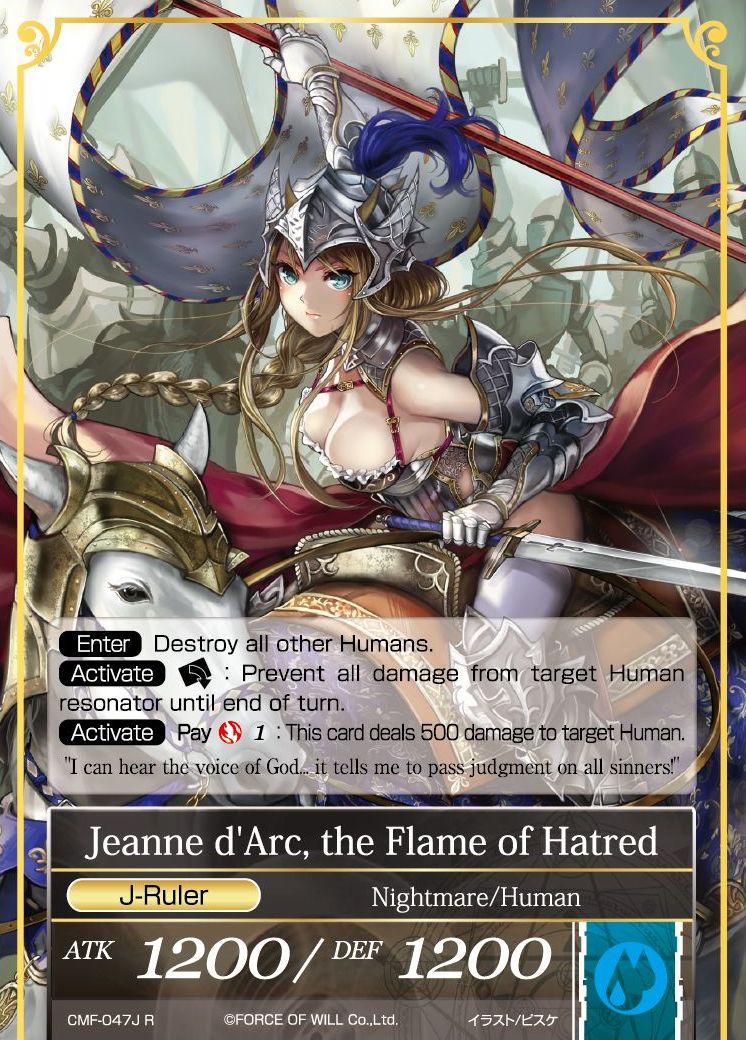 Enter Destroy all other Humans.
Activate : Prevent all damage from target Human
resonator until end of turn.
Activate Pay 1 : This card deals 500 damage to target Human.
"I can hear the voice of God... it tells me to pass judgment on all sinners!"
Jeanne d'Arc, the Flame of Hatred
J-Ruler Nightmare/Human
ATK 1200 / DEF 1200
CMF-047J R ©FORCE OF WILL Co.,Ltd. イラスト/ピスケ